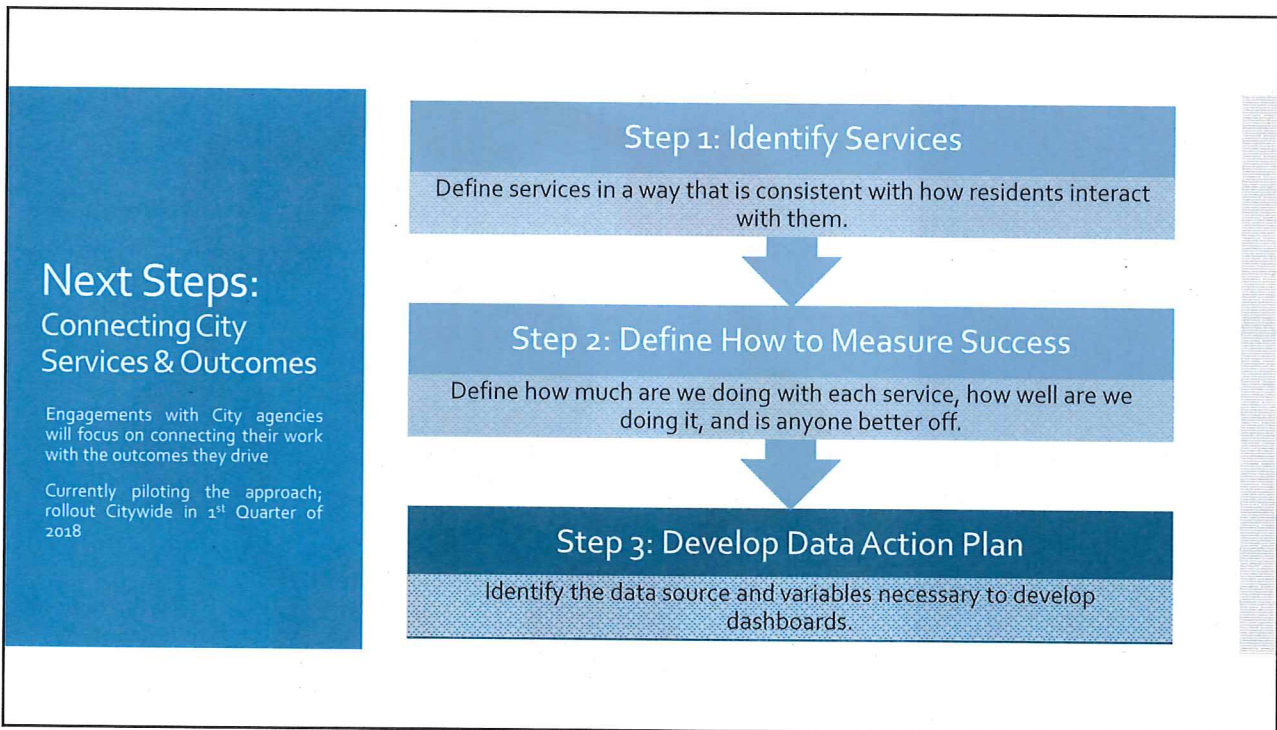 Next Steps:
Connecting City
Services & Outcomes
Engagements with City agencies
will focus on connecting their work
with the outcomes they drive
Currently piloting the approach;
rollout Citywide in 1st Quarter of
2018
Step 1: Identify Services
Define services in a way that is consistent with how residents interact
with them.
Step 2: Define How to Measure Success
Define how much are we doing with each service, how well are we
doing it, and is anyone better off.
Step 3: Develop Data Action Plan
Identify the data source and variables necessary to develop
dashboards.